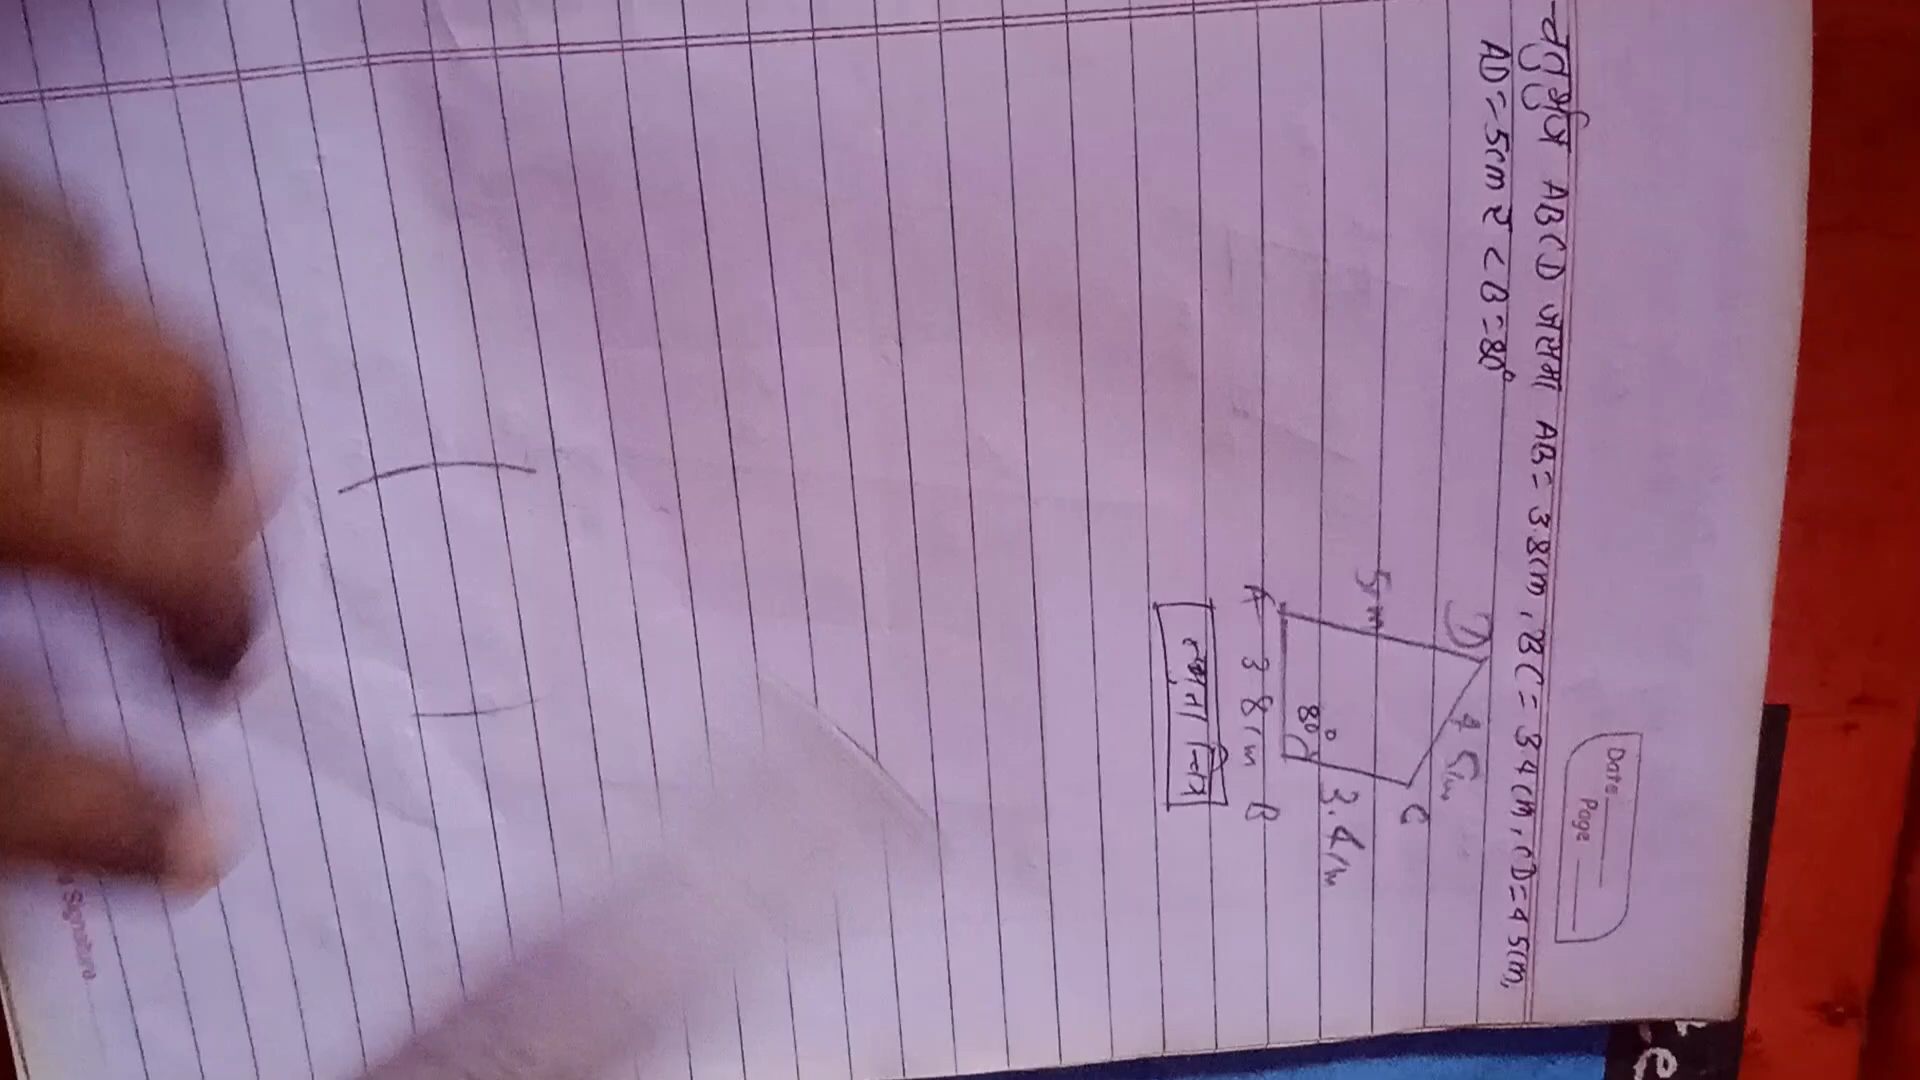 Date
Page
चतुर्भुज ABCD जसमा AB = 3.8cm, BC = 3.4cm, CD = 4.5cm,
AD = 5cm र <B = 80°
D
4.5cm
5cm
C
3.4cm
80°
A 3.8cm B
Signature